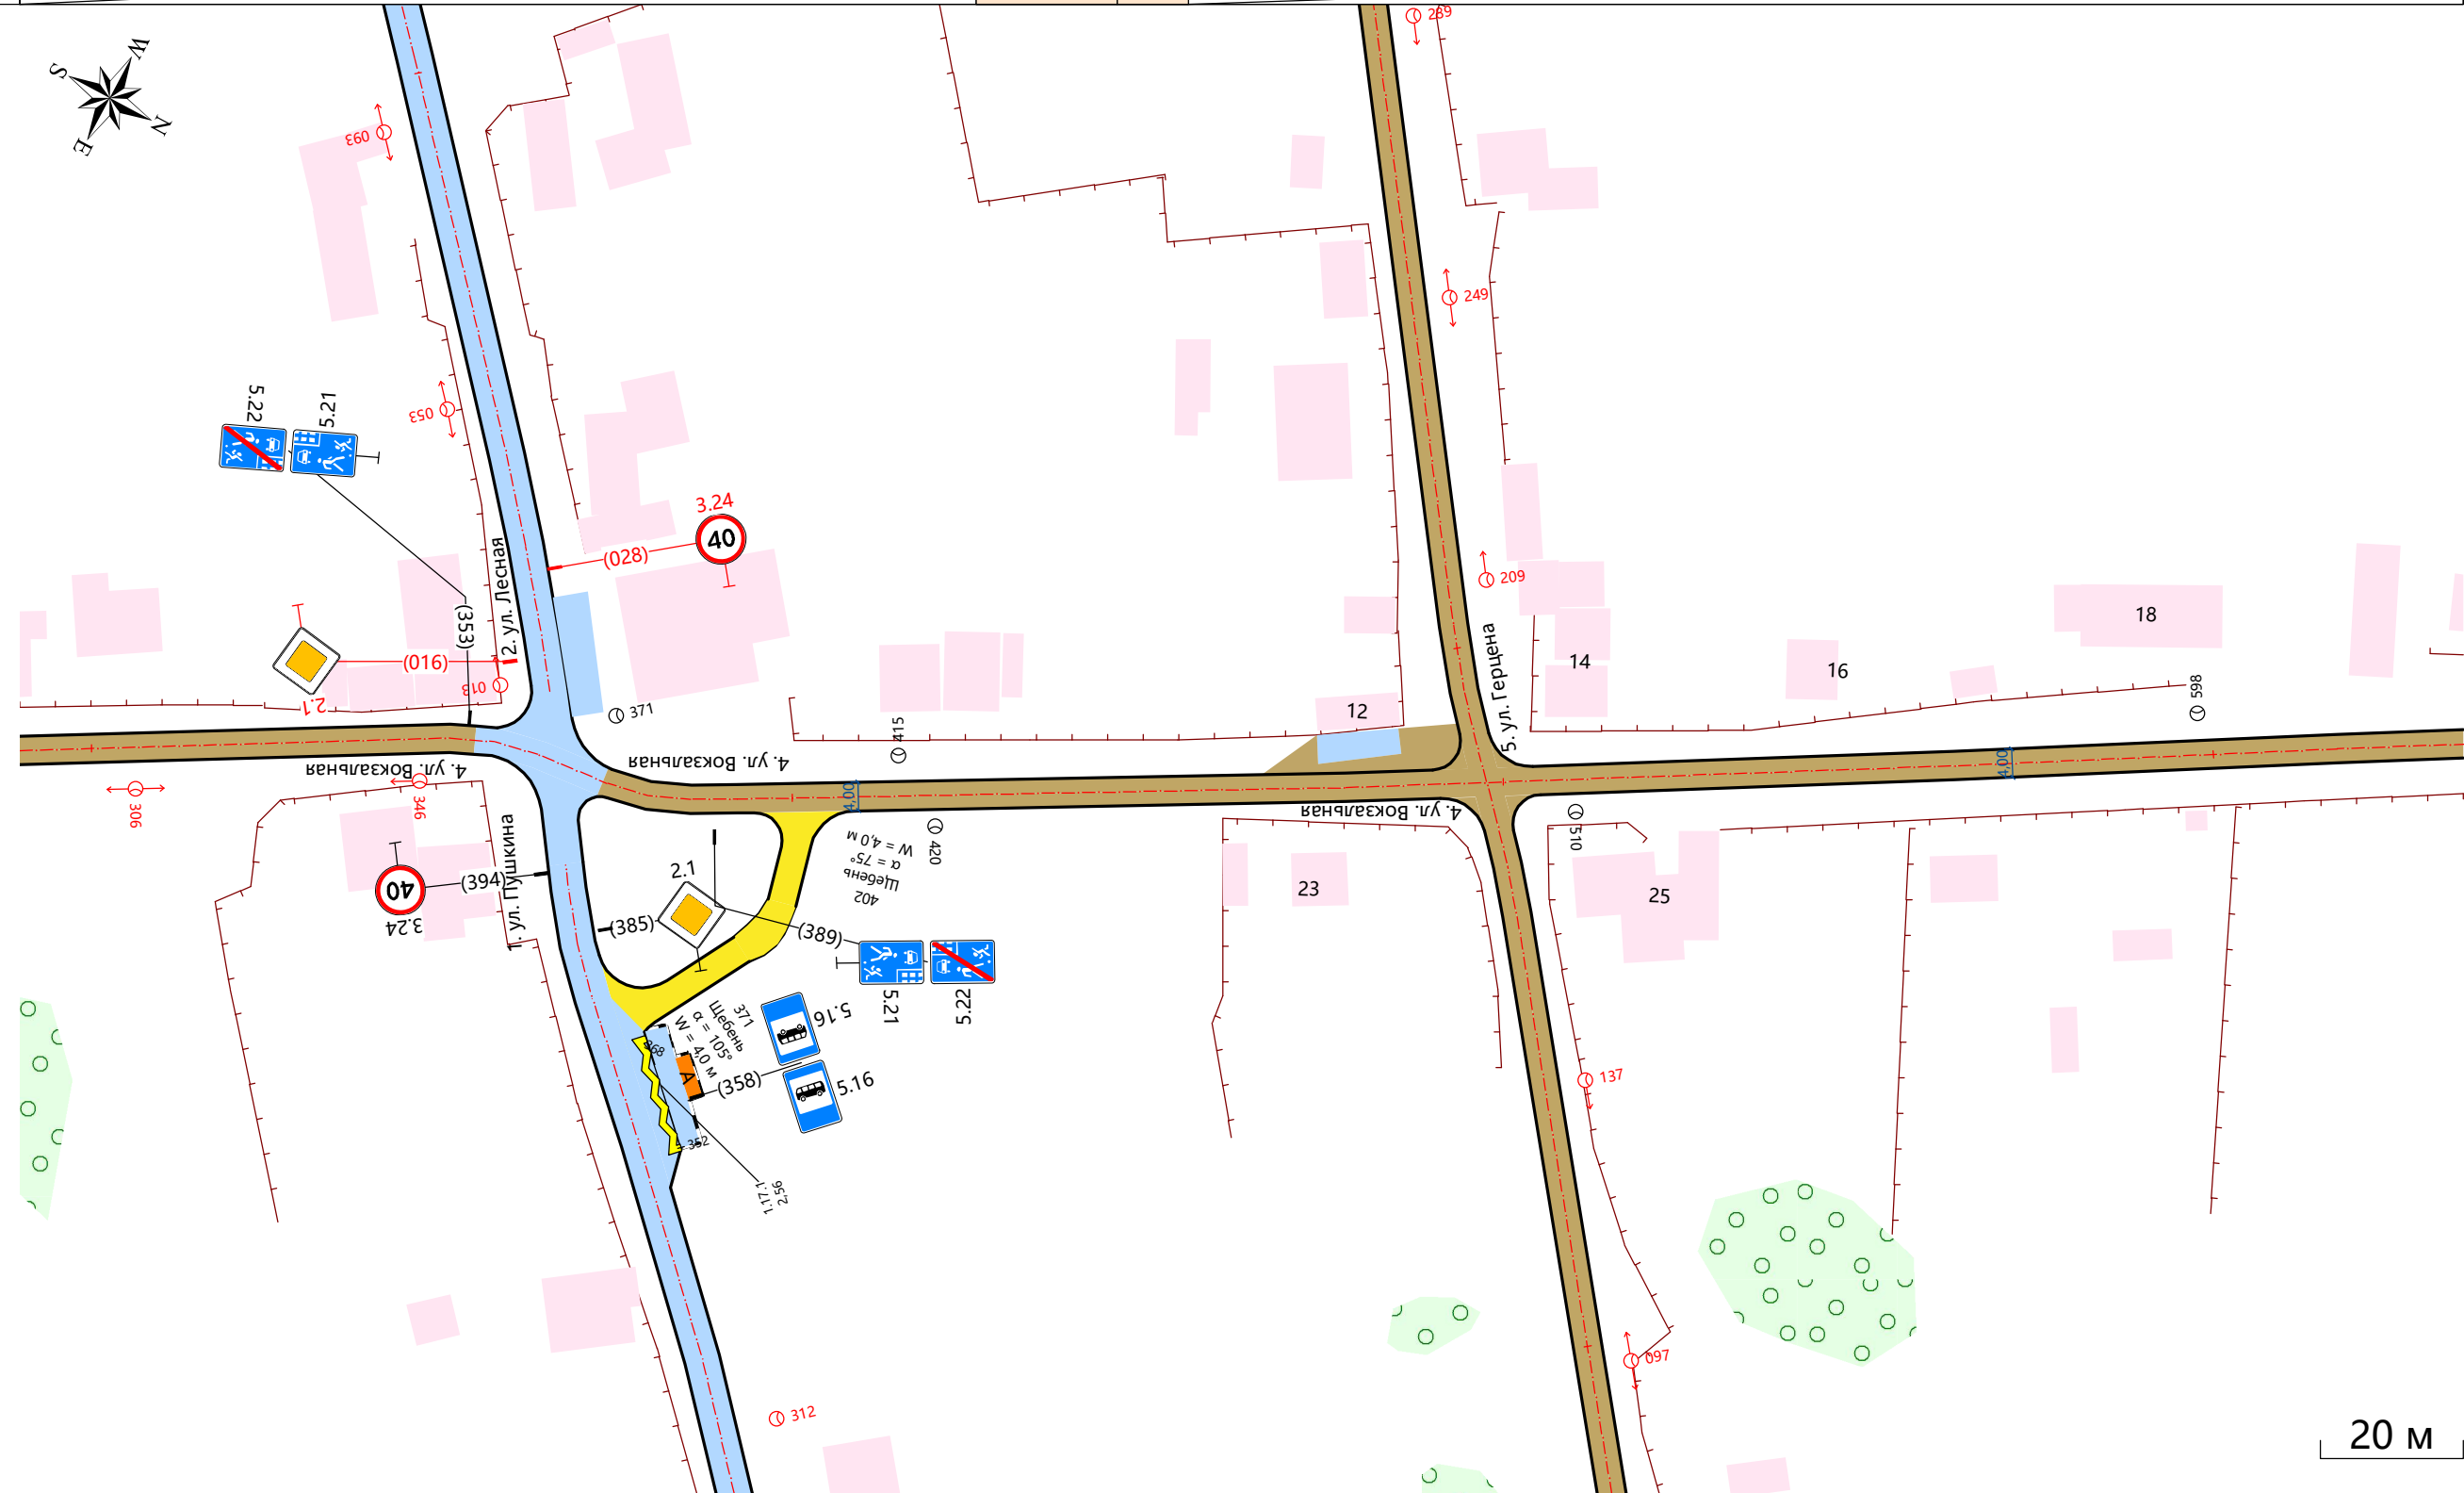 W
S
N
E
289
093
249
053
5.22
5.21
3.24
40
(028)
209
2. ул. Лесная
(353)
(016)
013
2.1
371
415
4. ул. Вокзальная
4. ул. Вокзальная
12
5. ул. Герцена
14
16
18
598
4,00
306
346
4,00
4. ул. Вокзальная
510
420
402
Щебень
α = 75°
W = 4,0 м
1. ул. Пушкина
40
3.24
(394)
2.1
(385)
(389)
5.21
5.22
23
25
371
Щебень
α = 105°
W = 4,0 м
5.16
5.16
368
А
(358)
352
1.17.1
2,56
137
097
312
20 м